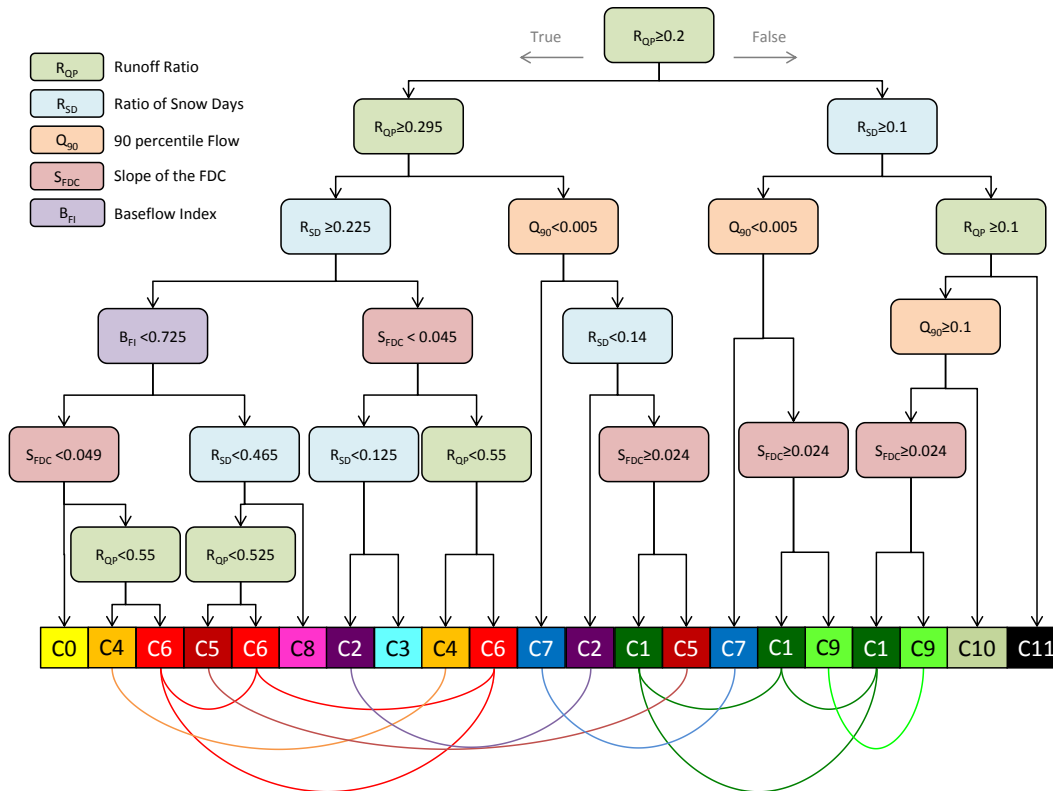 R_QP≥0.2
True
False
R_QP Runoff Ratio
R_SD Ratio of Snow Days
Q_90 90 percentile Flow
S_FDC Slope of the FDC
B_FI Baseflow Index
R_QP≥0.295
R_SD≥0.1
R_SD ≥0.225
Q_90<0.005
Q_90<0.005
R_QP ≥0.1
B_FI <0.725
S_FDC < 0.045
R_SD<0.14
Q_90≥0.1
S_FDC <0.049
R_SD<0.465
R_SD<0.125
R_QP<0.55
S_FDC≥0.024
S_FDC≥0.024
S_FDC≥0.024
R_QP<0.55
R_QP<0.525
C0 C4 C6 C5 C6 C8 C2 C3 C4 C6 C7 C2 C1 C5 C7 C1 C9 C1 C9 C10 C11